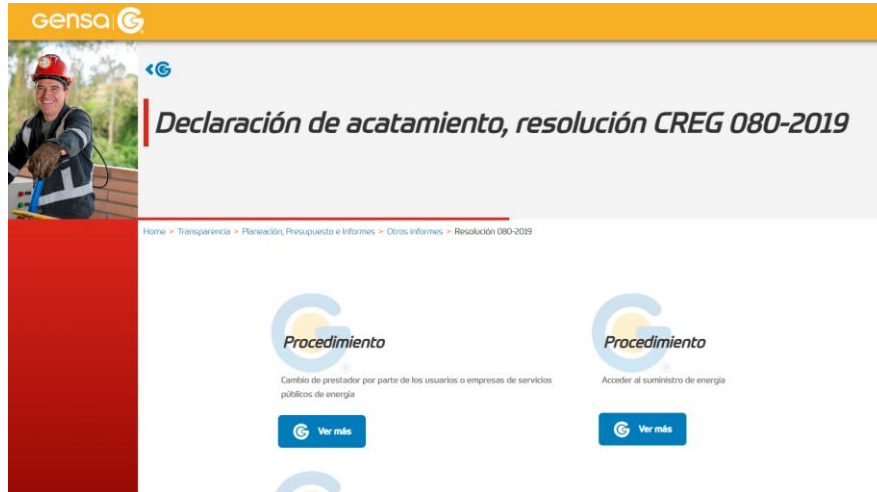 Gensa
Declaración de acatamiento, resolución CREG 080-2019
Home > Transparencia > Planeación, Presupuesto e Informes > Otros informes > Resolución 080-2019
Procedimiento
Cambio de prestador por parte de los usuarios o empresas de servicios
públicos de energía
Ver más
Procedimiento
Acceder al suministro de energía
Ver más